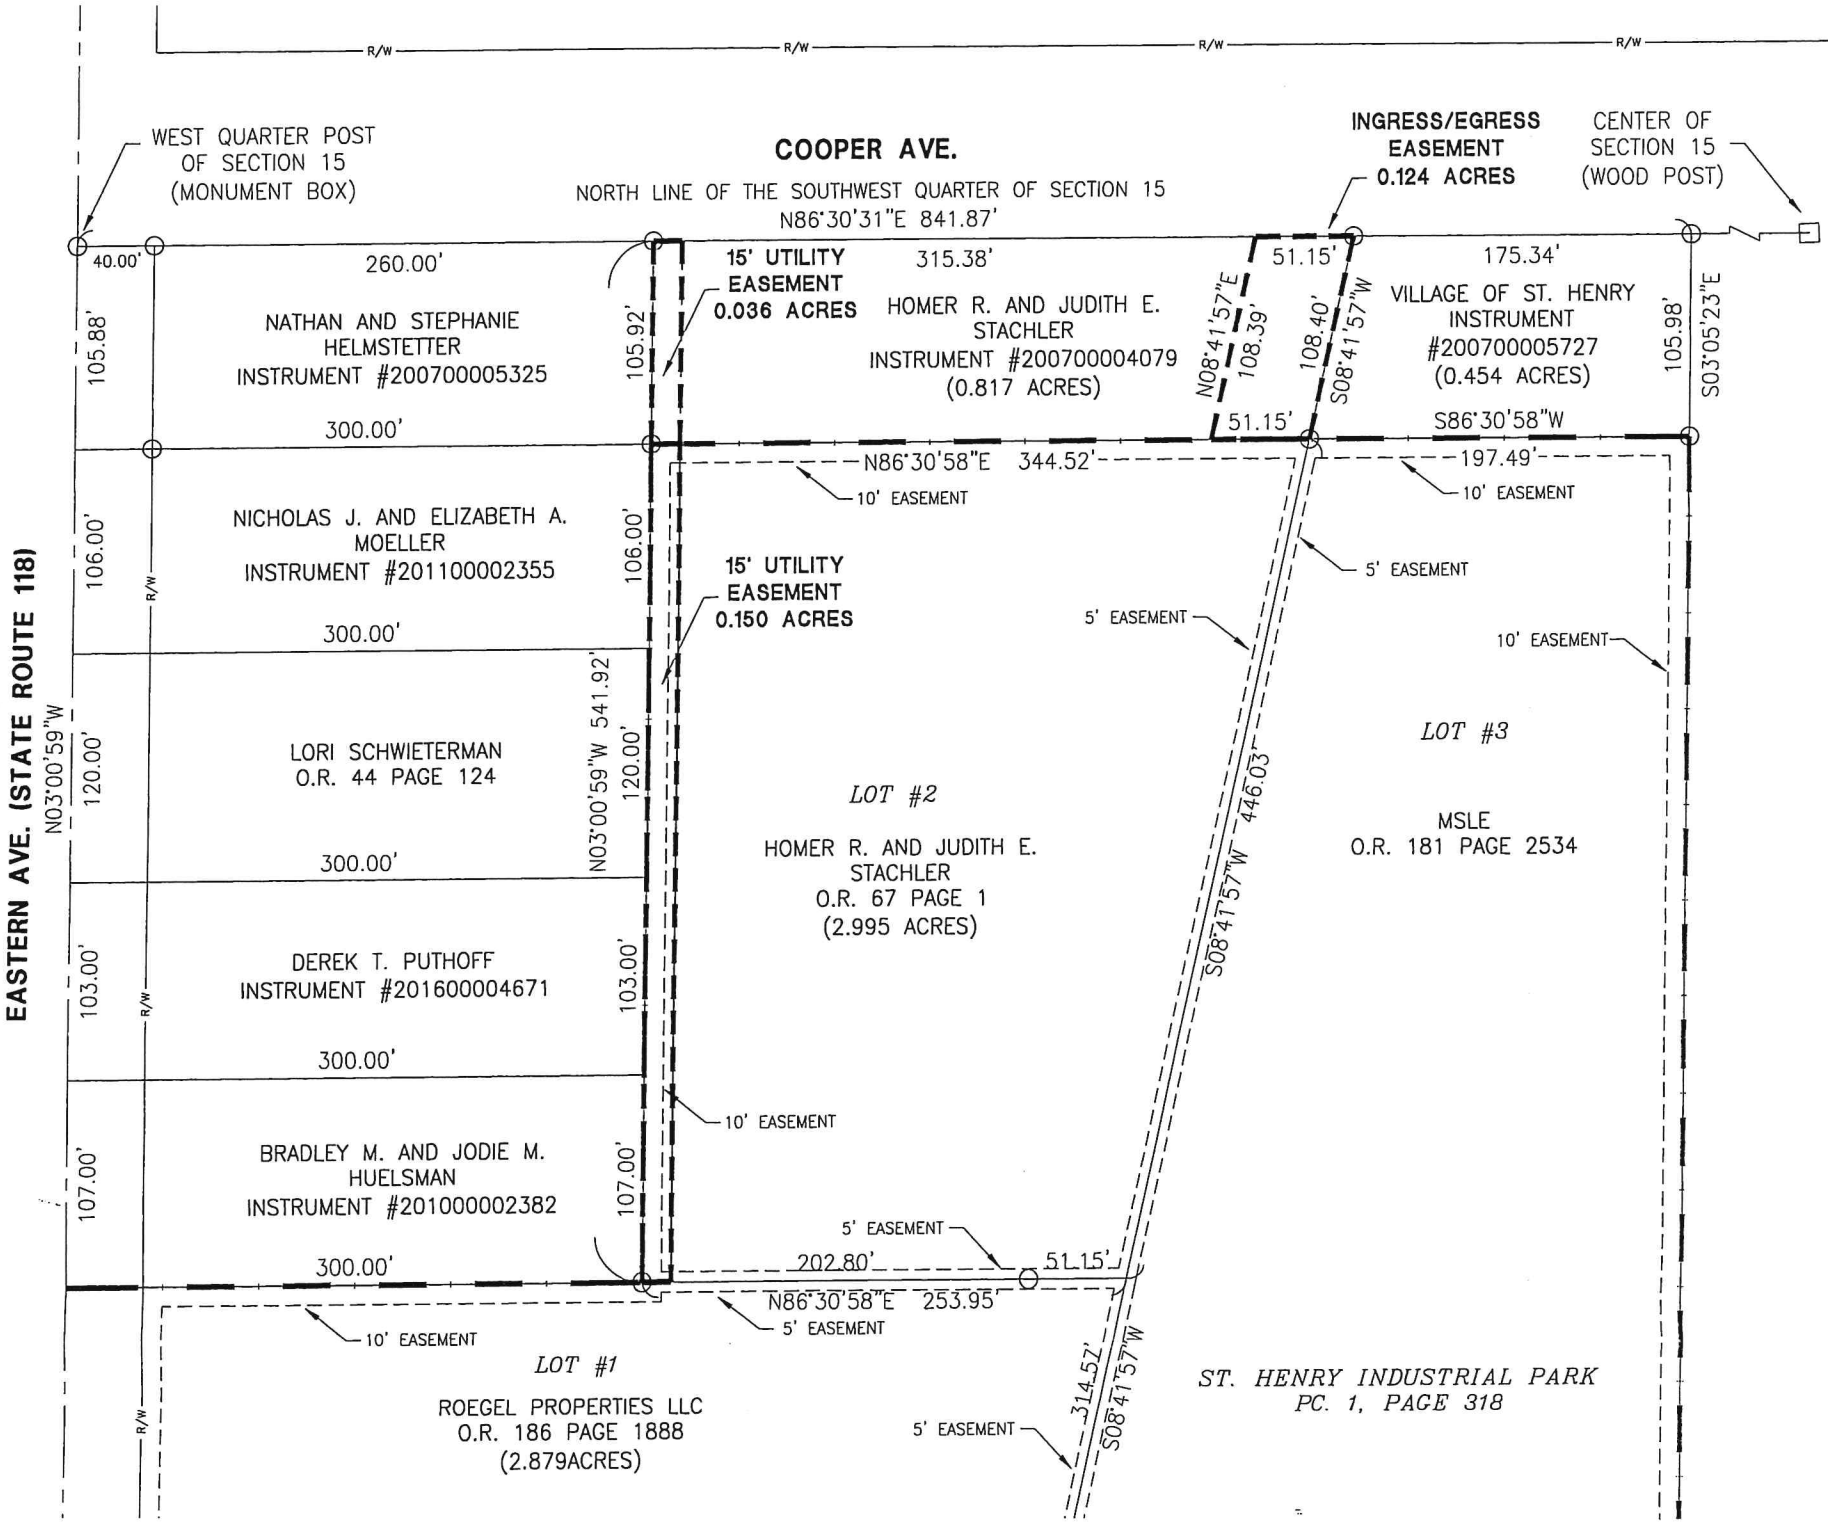 R/W
R/W
R/W
R/W
WEST QUARTER POST
OF SECTION 15
(MONUMENT BOX)
COOPER AVE.
NORTH LINE OF THE SOUTHWEST QUARTER OF SECTION 15
N86°30'31"E 841.87'
INGRESS/EGRESS
EASEMENT
0.124 ACRES
CENTER OF
SECTION 15
(WOOD POST)
40.00'
260.00'
315.38'
51.15'
175.34'
15' UTILITY
EASEMENT
0.036 ACRES
105.88'
NATHAN AND STEPHANIE
HELMSTETTER
INSTRUMENT #200700005325
105.92'
HOMER R. AND JUDITH E.
STACHLER
INSTRUMENT #200700004079
(0.817 ACRES)
N08°41'57"E
108.39'
108.40'
S08°41'57"W
VILLAGE OF ST. HENRY
INSTRUMENT
#200700005727
(0.454 ACRES)
105.98'
S03°05'23"E
300.00'
51.15'
S86°30'58"W
N86°30'58"E 344.52'
197.49'
10' EASEMENT
10' EASEMENT
106.00'
R/W
NICHOLAS J. AND ELIZABETH A.
MOELLER
INSTRUMENT #201100002355
106.00'
15' UTILITY
EASEMENT
0.150 ACRES
5' EASEMENT
5' EASEMENT
10' EASEMENT
300.00'
EASTERN AVE. (STATE ROUTE 118)
N03°00'59"W
120.00'
LORI SCHWIETERMAN
O.R. 44 PAGE 124
N03°00'59"W 541.92'
120.00'
LOT #2
HOMER R. AND JUDITH E.
STACHLER
O.R. 67 PAGE 1
(2.995 ACRES)
S08°41'57"W 446.03'
LOT #3
MSLE
O.R. 181 PAGE 2534
300.00'
103.00'
R/W
DEREK T. PUTHOFF
INSTRUMENT #201600004671
103.00'
300.00'
10' EASEMENT
107.00'
BRADLEY M. AND JODIE M.
HUELSMAN
INSTRUMENT #201000002382
107.00'
5' EASEMENT
300.00'
202.80'
51.15'
N86°30'58"E 253.95'
10' EASEMENT
5' EASEMENT
R/W
LOT #1
ROEGEL PROPERTIES LLC
O.R. 186 PAGE 1888
(2.879ACRES)
314.57'
S08°41'57"W
5' EASEMENT
ST. HENRY INDUSTRIAL PARK
PC. 1, PAGE 318